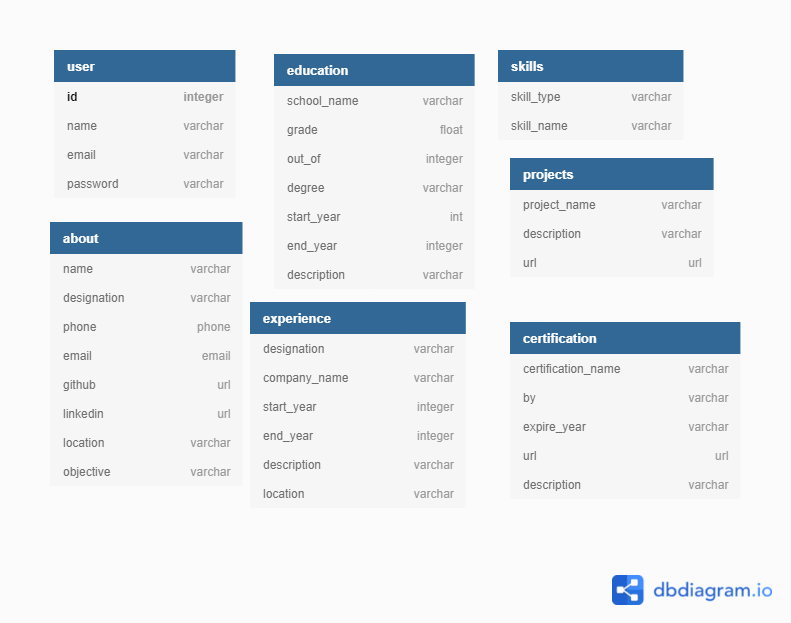 user
id integer
name varchar
email varchar
password varchar
about
name varchar
designation varchar
phone phone
email email
github url
linkedin url
location varchar
objective varchar
education
school_name varchar
grade float
out_of integer
degree varchar
start_year int
end_year integer
description varchar
experience
designation varchar
company_name varchar
start_year integer
end_year integer
description varchar
location varchar
skills
skill_type varchar
skill_name varchar
projects
project_name varchar
description varchar
url url
certification
certification_name varchar
by varchar
expire_year varchar
url url
description varchar
dbdiagram.io